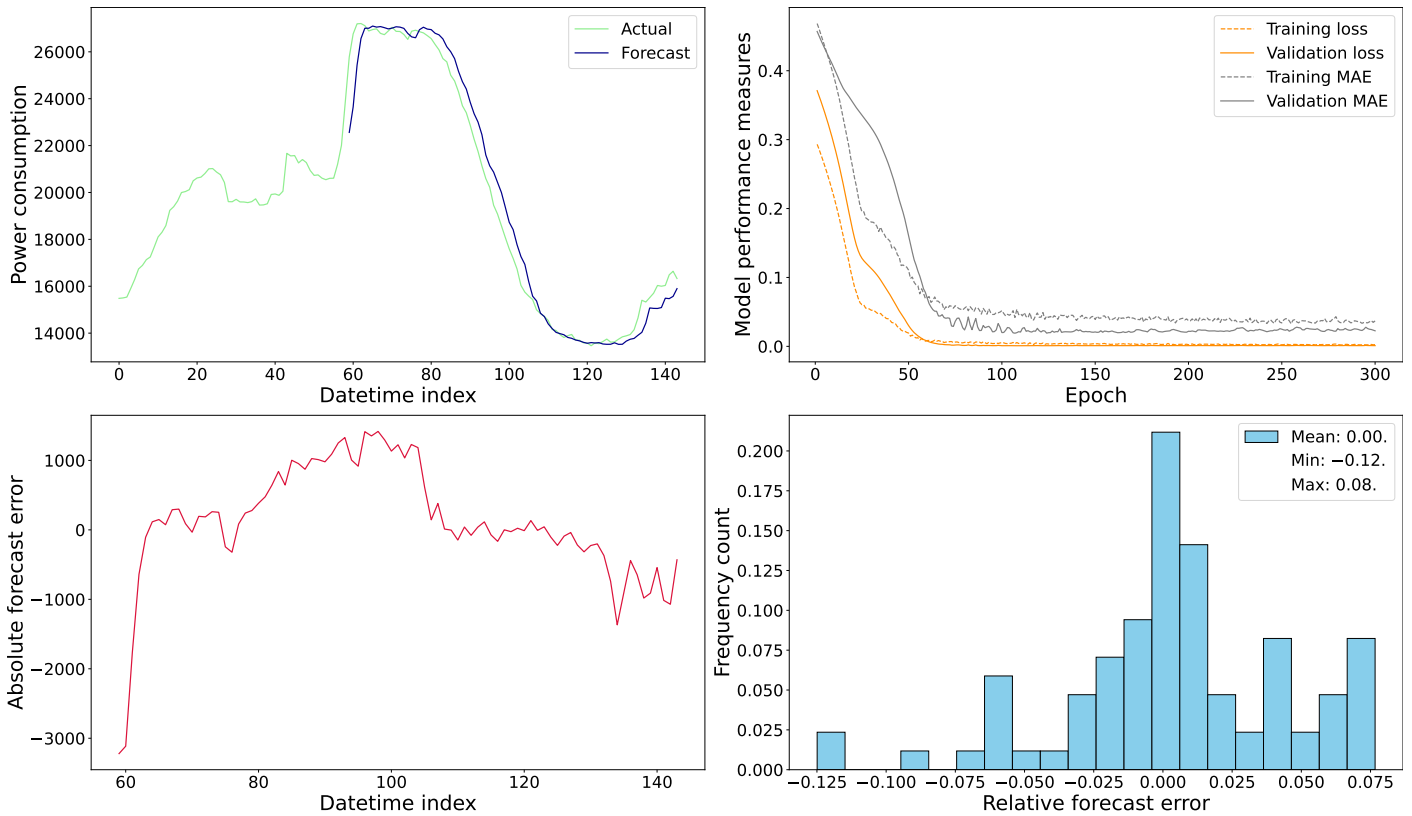 Power consumption
26000
24000
22000
20000
18000
16000
14000
0 20 40 60 80 100 120 140
Datetime index
Actual
Forecast
Model performance measures
0.4
0.3
0.2
0.1
0.0
0 50 100 150 200 250 300
Epoch
Training loss
Validation loss
Training MAE
Validation MAE
Absolute forecast error
1000
0
−1000
−2000
−3000
60 80 100 120 140
Datetime index
Frequency count
0.200
0.175
0.150
0.125
0.100
0.075
0.050
0.025
0.000
−0.125 −0.100 −0.075 −0.050 −0.025 0.000 0.025 0.050 0.075
Relative forecast error
Mean: 0.00.
Min: −0.12.
Max: 0.08.